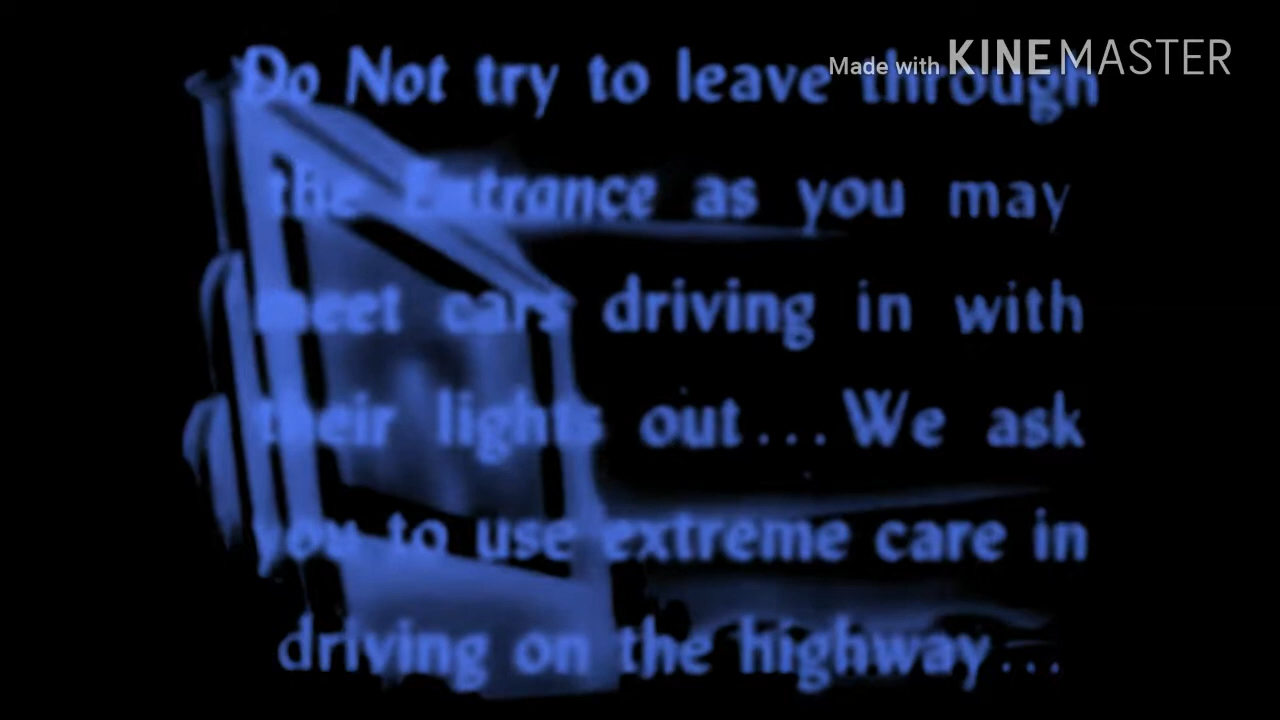 Do Not try to leave through
Made with KINEMASTER
the Entrance as you may
meet cars driving in with
their lights out... We ask
you to use extreme care in
driving on the highway...